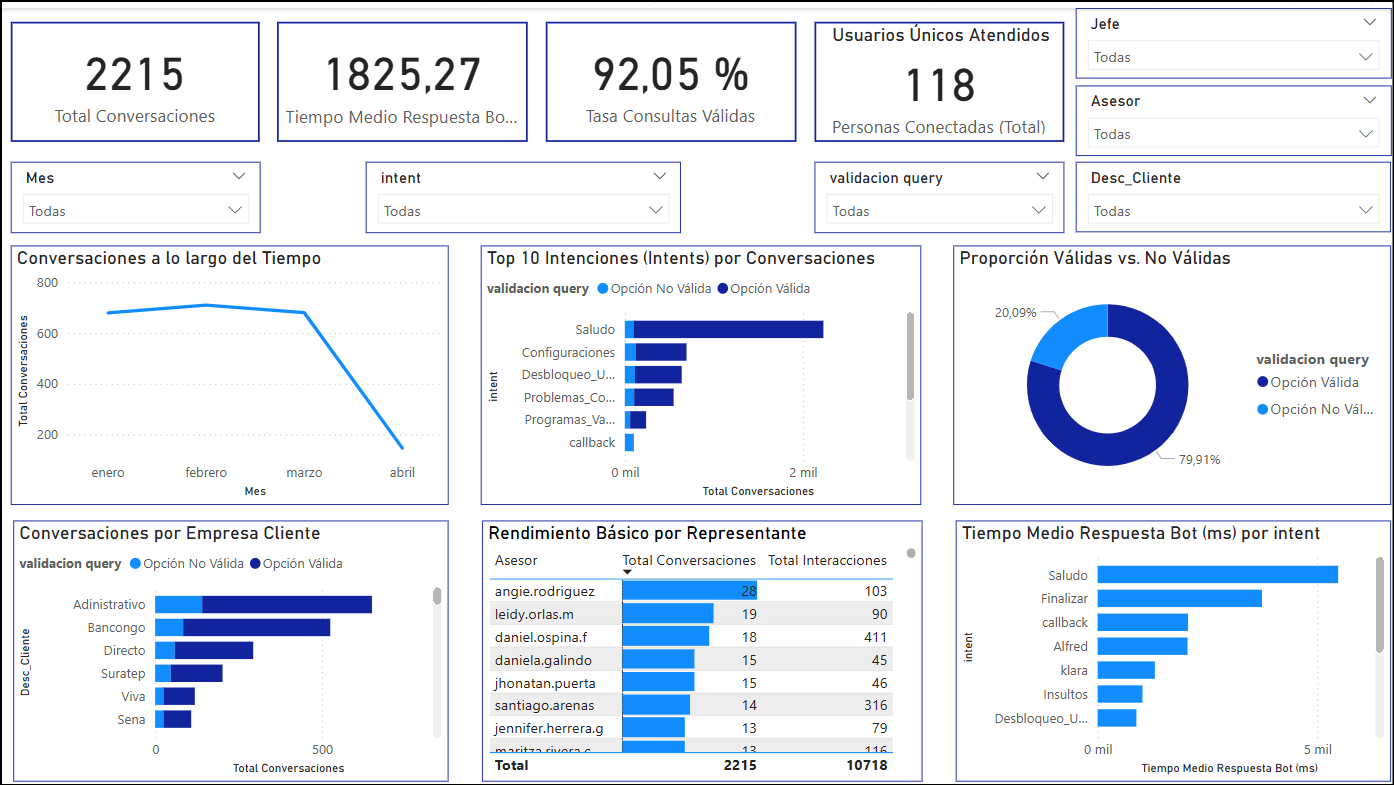 2215
Total Conversaciones
1825,27
Tiempo Medio Respuesta Bo...
92,05 %
Tasa Consultas Válidas
Usuarios Únicos Atendidos
118
Personas Conectadas (Total)
Jefe
Todas
Asesor
Todas
Mes
Todas
intent
Todas
validacion query
Todas
Desc_Cliente
Todas
Conversaciones a lo largo del Tiempo
Total Conversaciones
800
600
400
200
enero febrero marzo abril
Mes
Top 10 Intenciones (Intents) por Conversaciones
validacion query Opción No Válida Opción Válida
intent
Saludo
Configuraciones
Desbloqueo_U...
Problemas_Co...
Programas_Va...
callback
0 mil 2 mil
Total Conversaciones
Proporción Válidas vs. No Válidas
20,09%
79,91%
validacion query
Opción Válida
Opción No Vál...
Conversaciones por Empresa Cliente
validacion query Opción No Válida Opción Válida
Desc_Cliente
Adinistrativo
Bancongo
Directo
Suratep
Viva
Sena
0 500
Total Conversaciones
Rendimiento Básico por Representante
Asesor Total Conversaciones Total Interacciones
angie.rodriguez 28 103
leidy.orlas.m 19 90
daniel.ospina.f 18 411
daniela.galindo 15 45
jhonatan.puerta 15 46
santiago.arenas 14 316
jennifer.herrera.g 13 79
maritza.rivera.c 13 116
Total 2215 10718
Tiempo Medio Respuesta Bot (ms) por intent
intent
Saludo
Finalizar
callback
Alfred
klara
Insultos
Desbloqueo_U...
0 mil 5 mil
Tiempo Medio Respuesta Bot (ms)